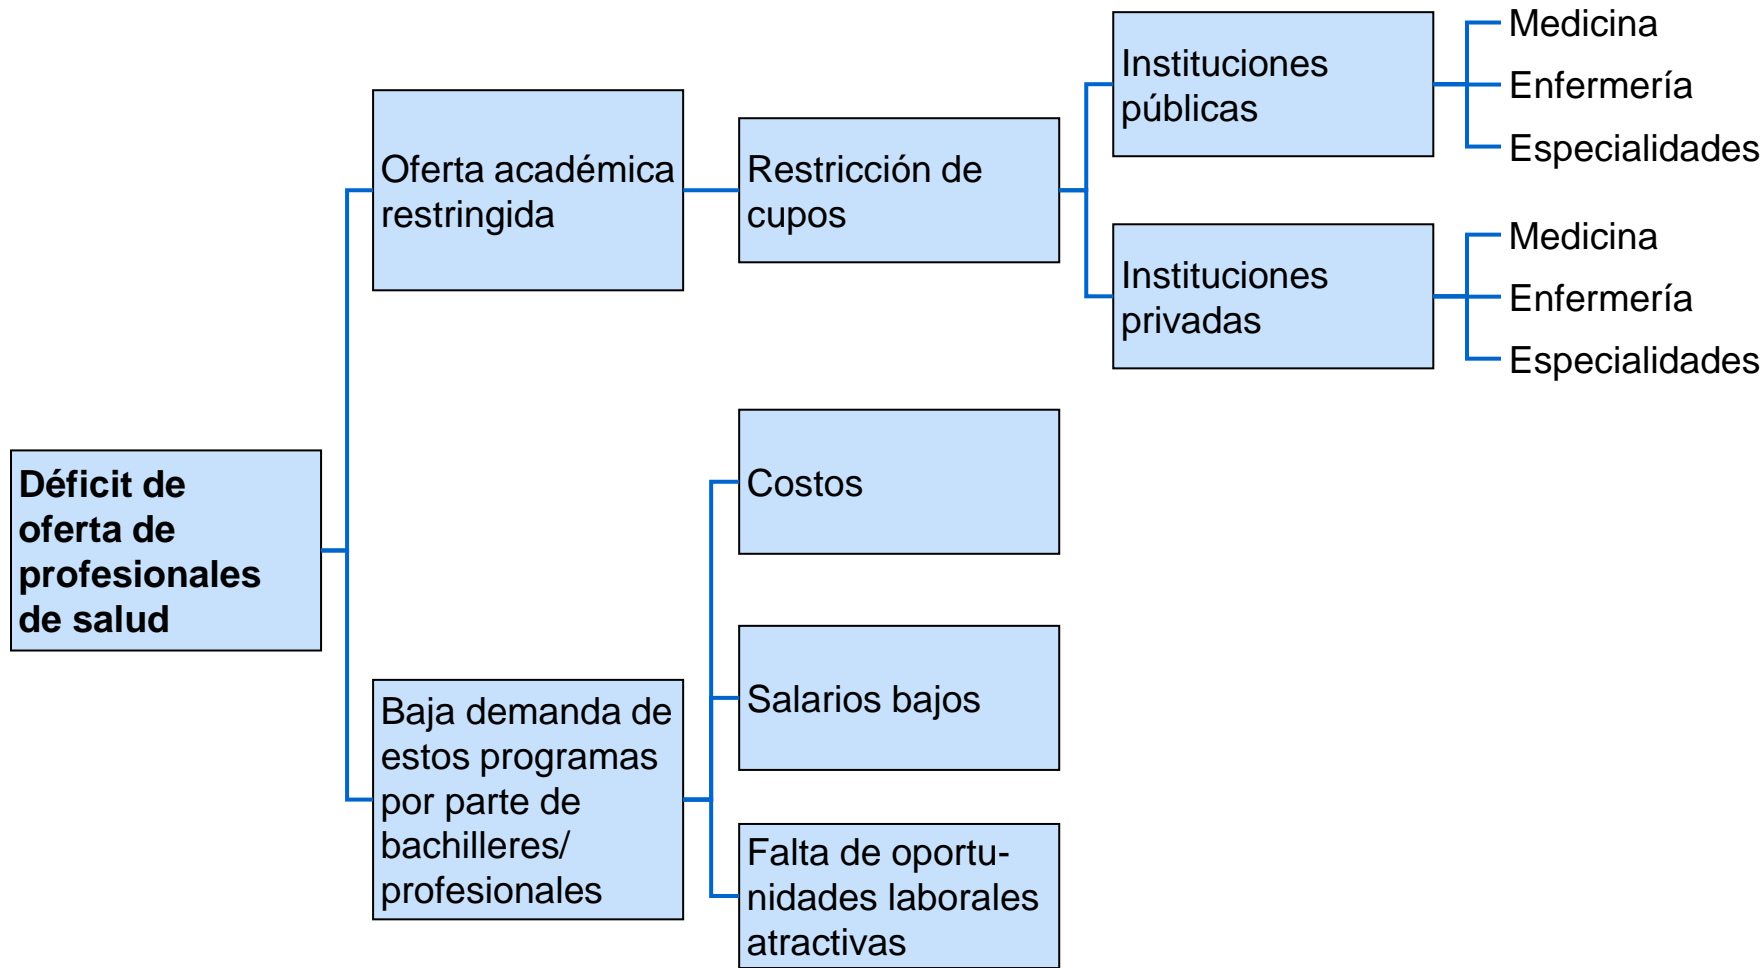 Déficit de
oferta de
profesionales
de salud
Oferta académica
restringida
Restricción de
cupos
Instituciones
públicas
Medicina
Enfermería
Especialidades
Instituciones
privadas
Medicina
Enfermería
Especialidades
Baja demanda de
estos programas
por parte de
bachilleres/
profesionales
Costos
Salarios bajos
Falta de oportu-
nidades laborales
atractivas